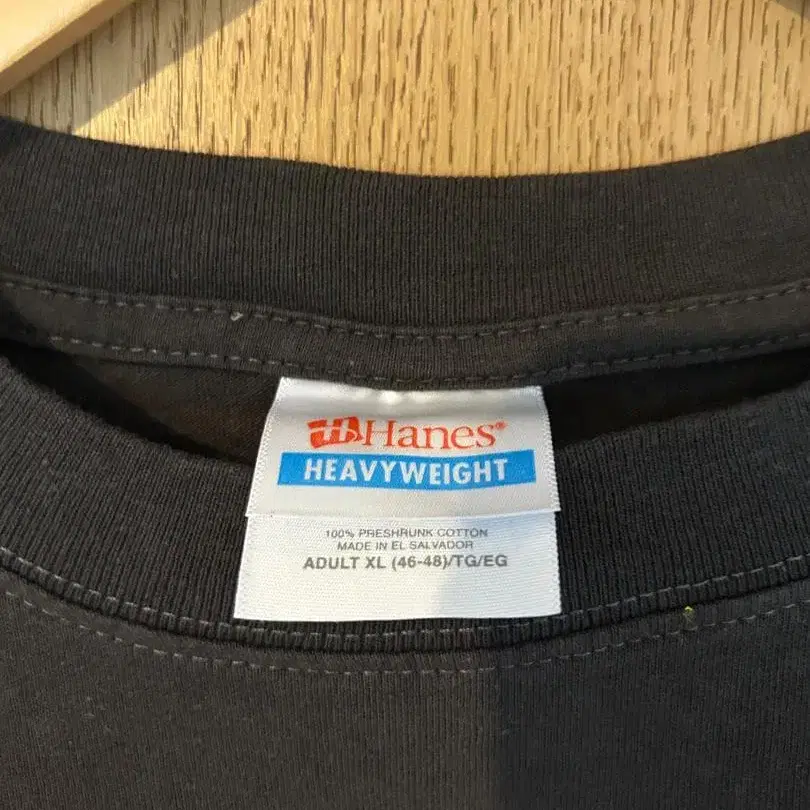 Hanes®
HEAVYWEIGHT
100% PRESHRUNK COTTON
MADE IN EL SALVADOR
ADULT XL (46-48)/TG/EG